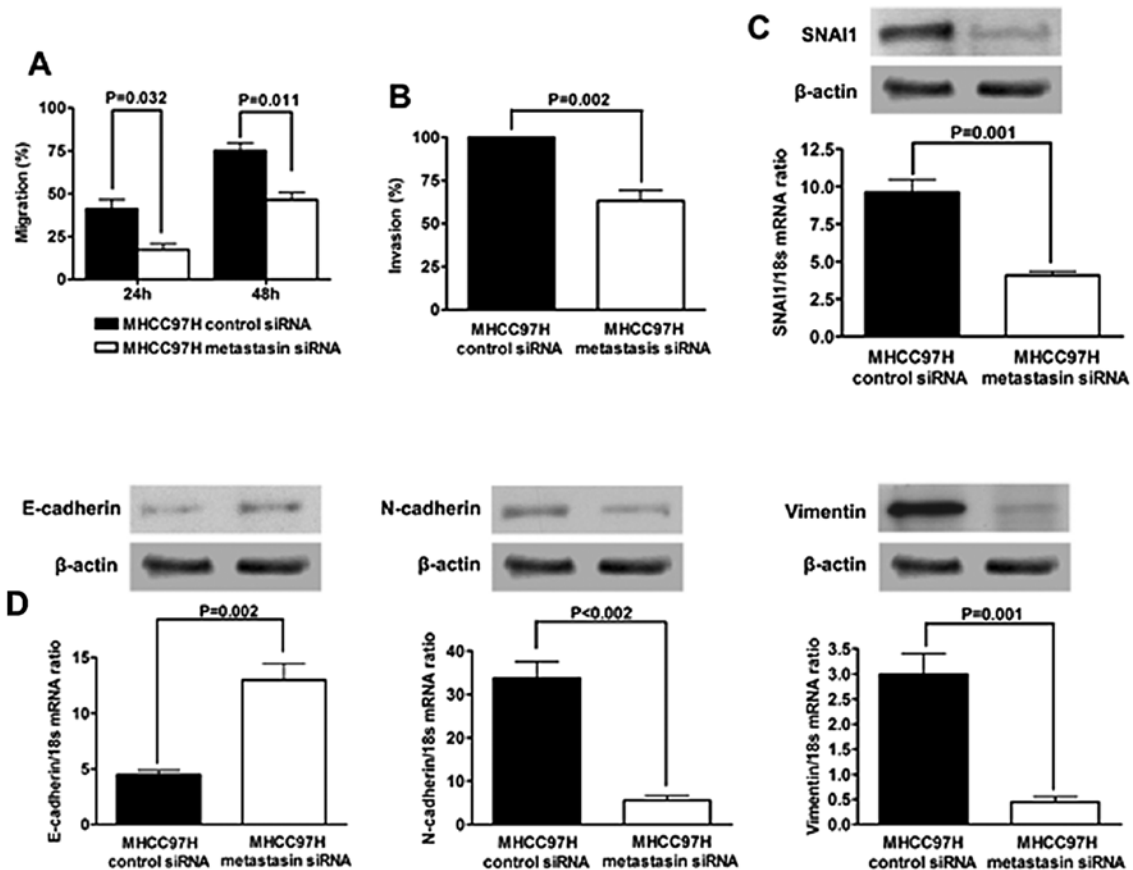 A
P=0.032
P=0.011
Migration (%)
100
75
50
25
0
24h
48h
MHCC97H control siRNA
MHCC97H metastasin siRNA
B
P=0.002
Invasion (%)
100
75
50
25
0
MHCC97H
control siRNA
MHCC97H
metastasis siRNA
C
SNAI1
β-actin
P=0.001
SNAI1/18s mRNA ratio
12.5
10.0
7.5
5.0
2.5
0.0
MHCC97H
control siRNA
MHCC97H
metastasin siRNA
D
E-cadherin
β-actin
P=0.002
E-cadherin/18s mRNA ratio
15
10
5
0
MHCC97H
control siRNA
MHCC97H
metastasin siRNA
N-cadherin
β-actin
P<0.002
N-cadherin/18s mRNA ratio
40
30
20
10
0
MHCC97H
control siRNA
MHCC97H
metastasin siRNA
Vimentin
β-actin
P=0.001
Vimentin/18s mRNA ratio
3.5
3.0
2.5
2.0
1.5
1.0
0.5
0.0
MHCC97H
control siRNA
MHCC97H
metastasin siRNA